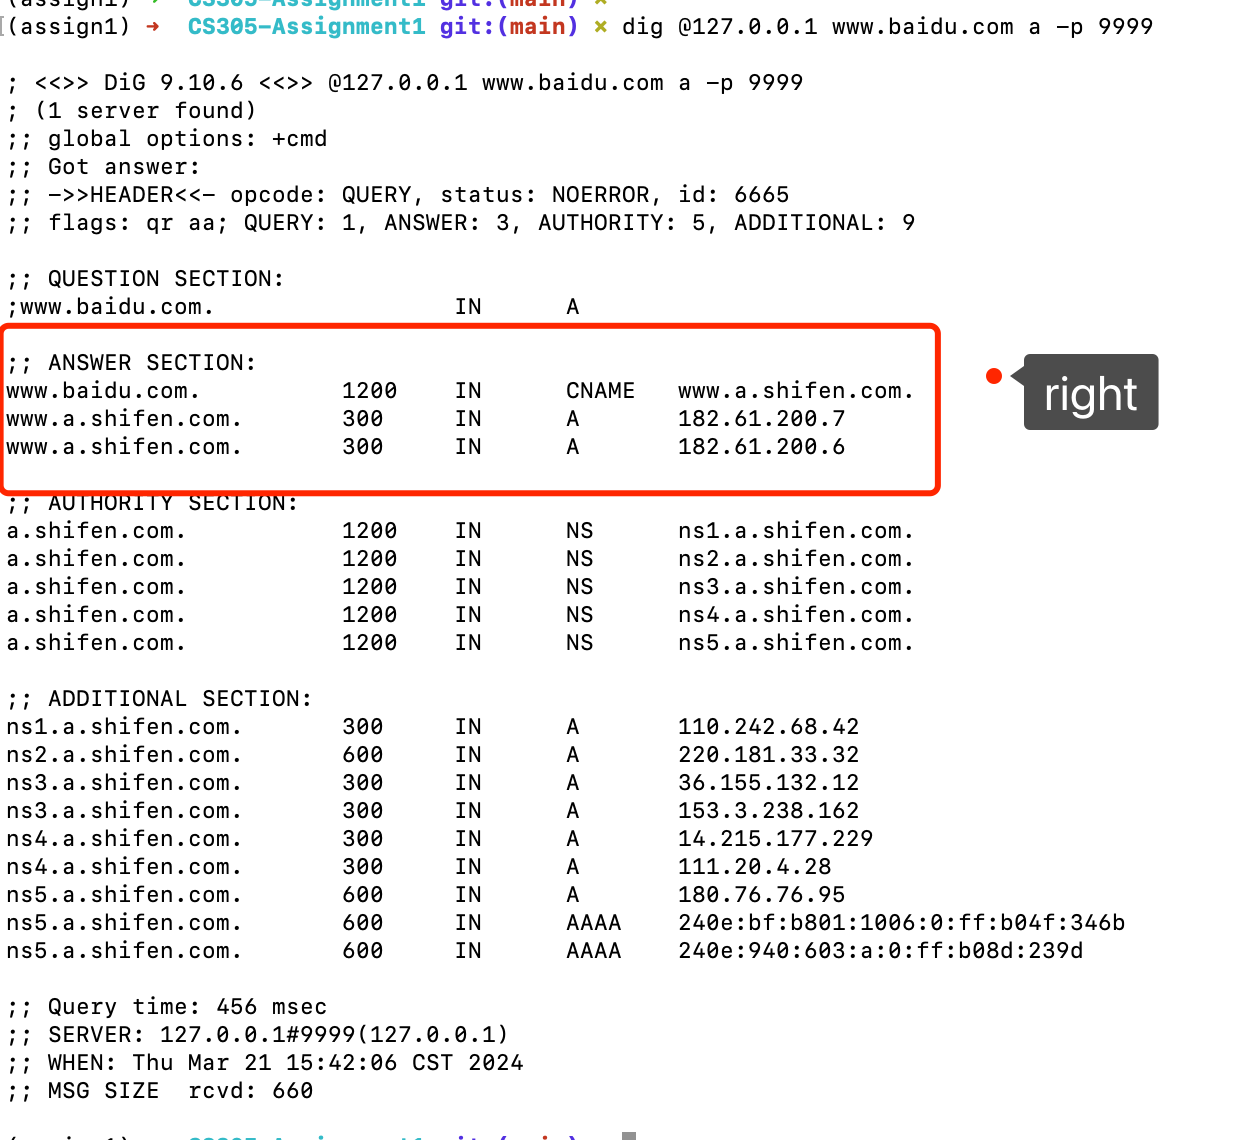 (assign1) ➜  CS305-Assignment1 git:(main) ✗
(assign1) ➜  CS305-Assignment1 git:(main) ✗ dig @127.0.0.1 www.baidu.com a -p 9999
; <<>> DiG 9.10.6 <<>> @127.0.0.1 www.baidu.com a -p 9999
; (1 server found)
;; global options: +cmd
;; Got answer:
;; ->>HEADER<<- opcode: QUERY, status: NOERROR, id: 6665
;; flags: qr aa; QUERY: 1, ANSWER: 3, AUTHORITY: 5, ADDITIONAL: 9
;; QUESTION SECTION:
;www.baidu.com. IN A
;; ANSWER SECTION:
www.baidu.com. 1200 IN CNAME www.a.shifen.com.
right
www.a.shifen.com. 300 IN A 182.61.200.7
www.a.shifen.com. 300 IN A 182.61.200.6
;; AUTHORITY SECTION:
a.shifen.com. 1200 IN NS ns1.a.shifen.com.
a.shifen.com. 1200 IN NS ns2.a.shifen.com.
a.shifen.com. 1200 IN NS ns3.a.shifen.com.
a.shifen.com. 1200 IN NS ns4.a.shifen.com.
a.shifen.com. 1200 IN NS ns5.a.shifen.com.
;; ADDITIONAL SECTION:
ns1.a.shifen.com. 300 IN A 110.242.68.42
ns2.a.shifen.com. 600 IN A 220.181.33.32
ns3.a.shifen.com. 300 IN A 36.155.132.12
ns3.a.shifen.com. 300 IN A 153.3.238.162
ns4.a.shifen.com. 300 IN A 14.215.177.229
ns4.a.shifen.com. 300 IN A 111.20.4.28
ns5.a.shifen.com. 600 IN A 180.76.76.95
ns5.a.shifen.com. 600 IN AAAA 240e:bf:b801:1006:0:ff:b04f:346b
ns5.a.shifen.com. 600 IN AAAA 240e:940:603:a:0:ff:b08d:239d
;; Query time: 456 msec
;; SERVER: 127.0.0.1#9999(127.0.0.1)
;; WHEN: Thu Mar 21 15:42:06 CST 2024
;; MSG SIZE  rcvd: 660